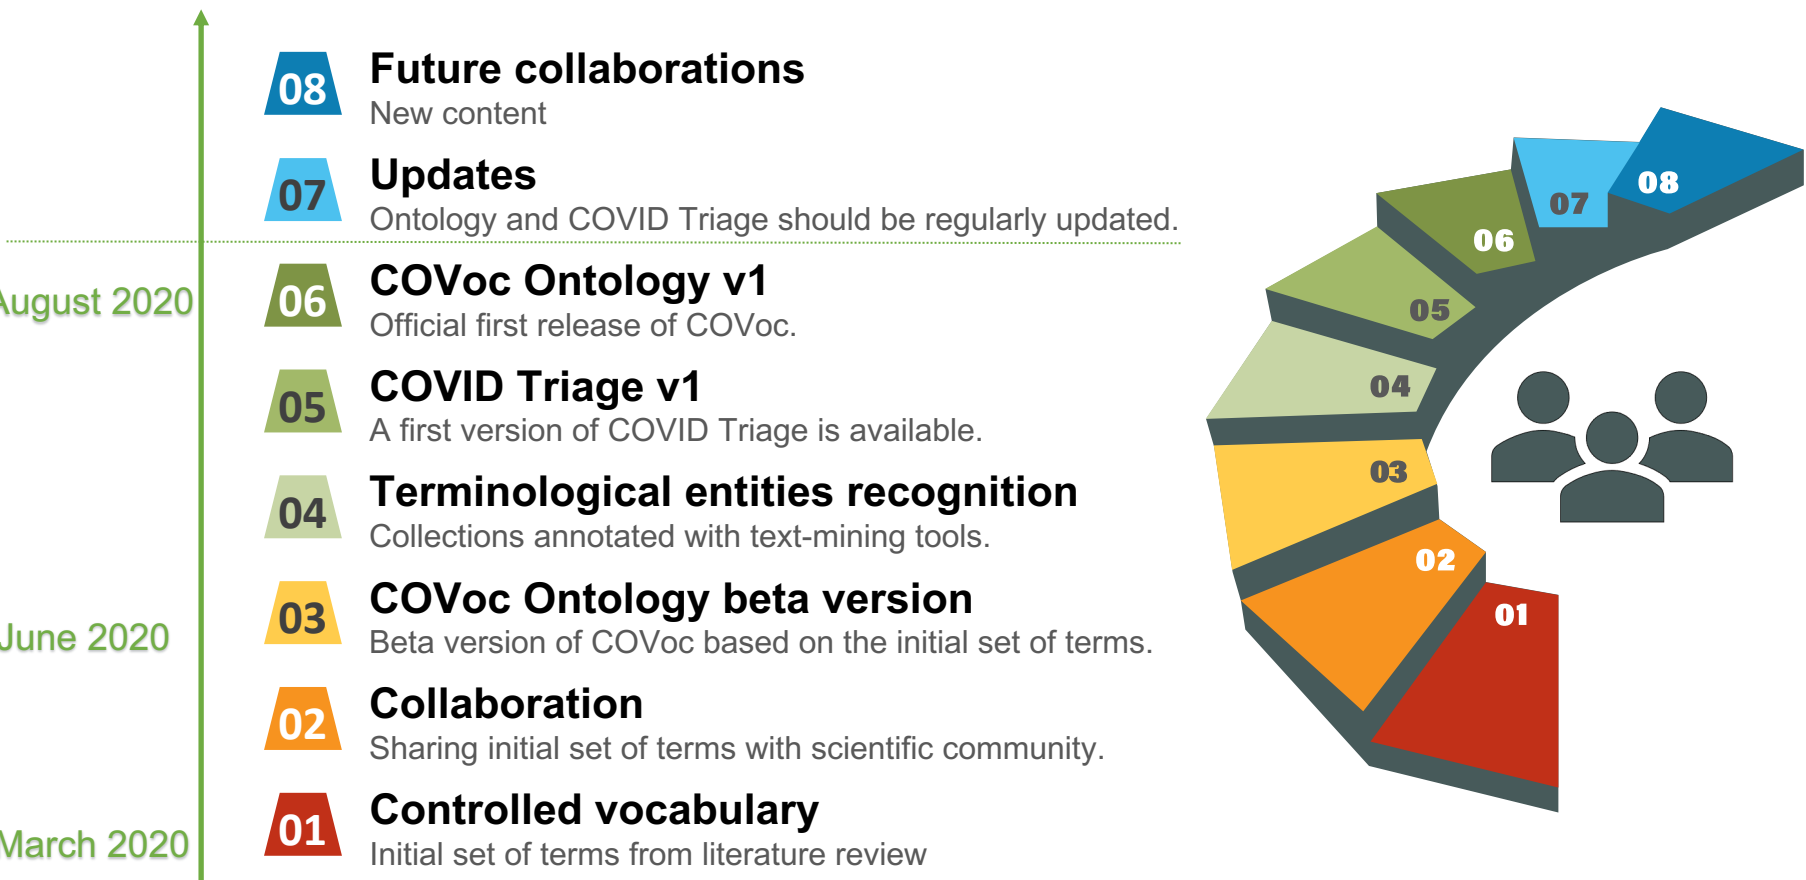 08 Future collaborations
New content
07 Updates
Ontology and COVID Triage should be regularly updated.
August 2020
06 COVoc Ontology v1
Official first release of COVoc.
05 COVID Triage v1
A first version of COVID Triage is available.
04 Terminological entities recognition
Collections annotated with text-mining tools.
June 2020
03 COVoc Ontology beta version
Beta version of COVoc based on the initial set of terms.
02 Collaboration
Sharing initial set of terms with scientific community.
March 2020
01 Controlled vocabulary
Initial set of terms from literature review
08
07
06
05
04
03
02
01